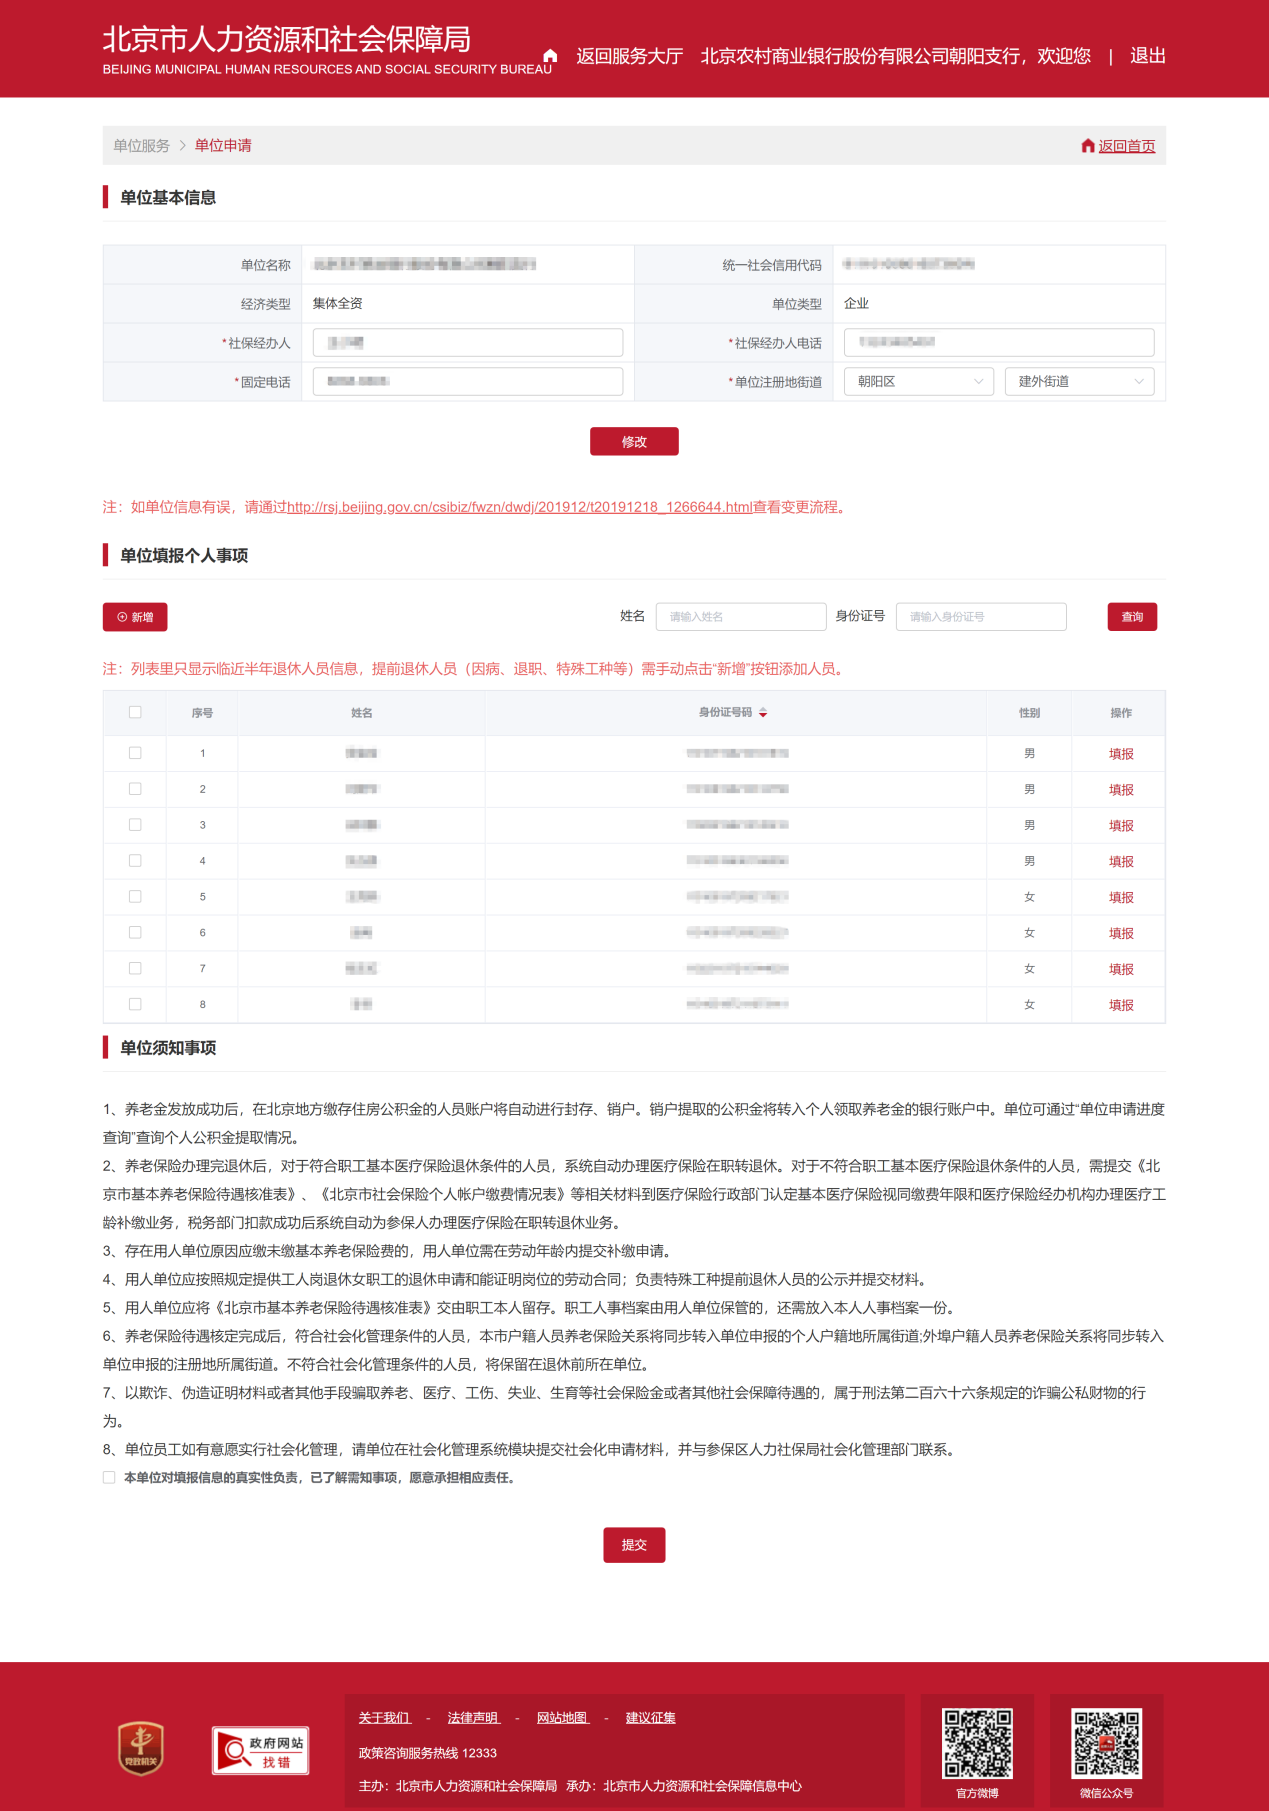 北京市人力资源和社会保障局
BEIJING MUNICIPAL HUMAN RESOURCES AND SOCIAL SECURITY BUREAU
返回服务大厅 北京农村商业银行股份有限公司朝阳支行，欢迎您 | 退出
单位服务 > 单位申请 返回首页
单位基本信息
单位名称 统一社会信用代码
经济类型 集体全资 单位类型 企业
*社保经办人 *社保经办人电话
*固定电话 *单位注册地街道 朝阳区 建外街道
修改
注：如单位信息有误，请通过http://rsj.beijing.gov.cn/csibiz/fwzn/dwdj/201912/t20191218_1266644.html查看变更流程。
单位填报个人事项
新增 姓名 请输入姓名 身份证号 请输入身份证号 查询
注：列表里只显示临近半年退休人员信息，提前退休人员（因病、退职、特殊工种等）需手动点击“新增”按钮添加人员。
序号 姓名 身份证号码 性别 操作
1 男 填报
2 男 填报
3 男 填报
4 男 填报
5 女 填报
6 女 填报
7 女 填报
8 女 填报
单位须知事项
1、养老金发放成功后，在北京地方缴存住房公积金的人员账户将自动进行封存、销户。销户提取的公积金将转入个人领取养老金的银行账户中。单位可通过“单位申请进度
查询”查询个人公积金提取情况。
2、养老保险办理完退休后，对于符合职工基本医疗保险退休条件的人员，系统自动办理医疗保险在职转退休。对于不符合职工基本医疗保险退休条件的人员，需提交《北
京市基本养老保险待遇核准表》、《北京市社会保险个人帐户缴费情况表》等相关材料到医疗保险行政部门认定基本医疗保险视同缴费年限和医疗保险经办机构办理医疗工
龄补缴业务，税务部门扣款成功后系统自动为参保人办理医疗保险在职转退休业务。
3、存在用人单位原因应缴未缴基本养老保险费的，用人单位需在劳动年龄内提交补缴申请。
4、用人单位应按照规定提供工人岗退休女职工的退休申请和能证明岗位的劳动合同；负责特殊工种提前退休人员的公示并提交材料。
5、用人单位应将《北京市基本养老保险待遇核准表》交由职工本人留存。职工人事档案由用人单位保管的，还需放入本人人事档案一份。
6、养老保险待遇核定完成后，符合社会化管理条件的人员，本市户籍人员养老保险关系将同步转入单位申报的个人户籍地所属街道;外埠户籍人员养老保险关系将同步转入
单位申报的注册地所属街道。不符合社会化管理条件的人员，将保留在退休前所在单位。
7、以欺诈、伪造证明材料或者其他手段骗取养老、医疗、工伤、失业、生育等社会保险金或者其他社会保障待遇的，属于刑法第二百六十六条规定的诈骗公私财物的行
为。
8、单位员工如有意愿实行社会化管理，请单位在社会化管理系统模块提交社会化申请材料，并与参保区人力社保局社会化管理部门联系。
本单位对填报信息的真实性负责，已了解需知事项，愿意承担相应责任。
提交
党政机关
政府网站
找错
关于我们 - 法律声明 - 网站地图 - 建议征集
政策咨询服务热线 12333
主办：北京市人力资源和社会保障局 承办：北京市人力资源和社会保障信息中心
官方微博 微信公众号